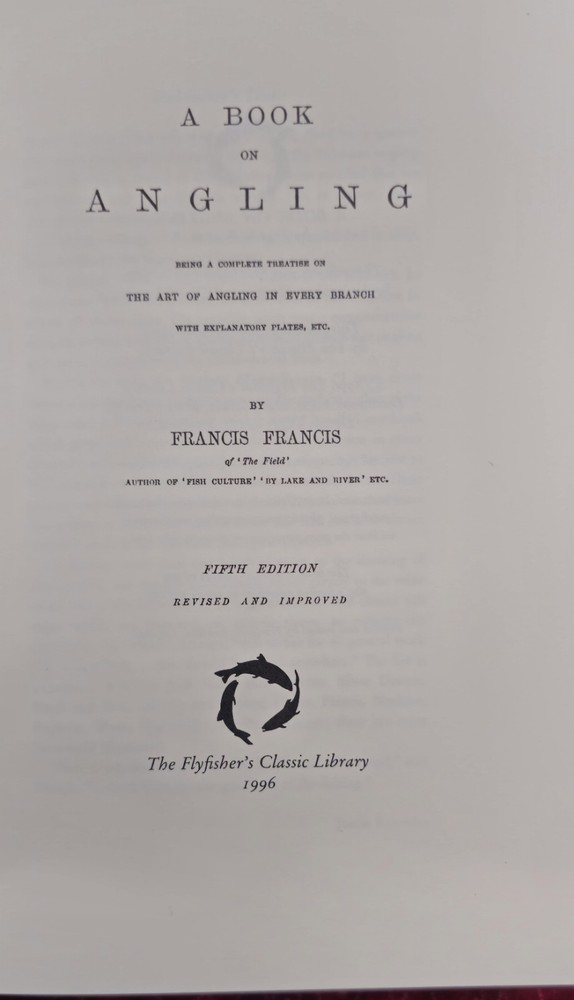 A BOOK
ON
ANGLING
BEING A COMPLETE TREATISE ON
THE ART OF ANGLING IN EVERY BRANCH
WITH EXPLANATORY PLATES, ETC.
BY
FRANCIS FRANCIS
of 'The Field'
AUTHOR OF 'FISH CULTURE' 'BY LAKE AND RIVER' ETC.
FIFTH EDITION
REVISED AND IMPROVED
The Flyfisher's Classic Library
1996